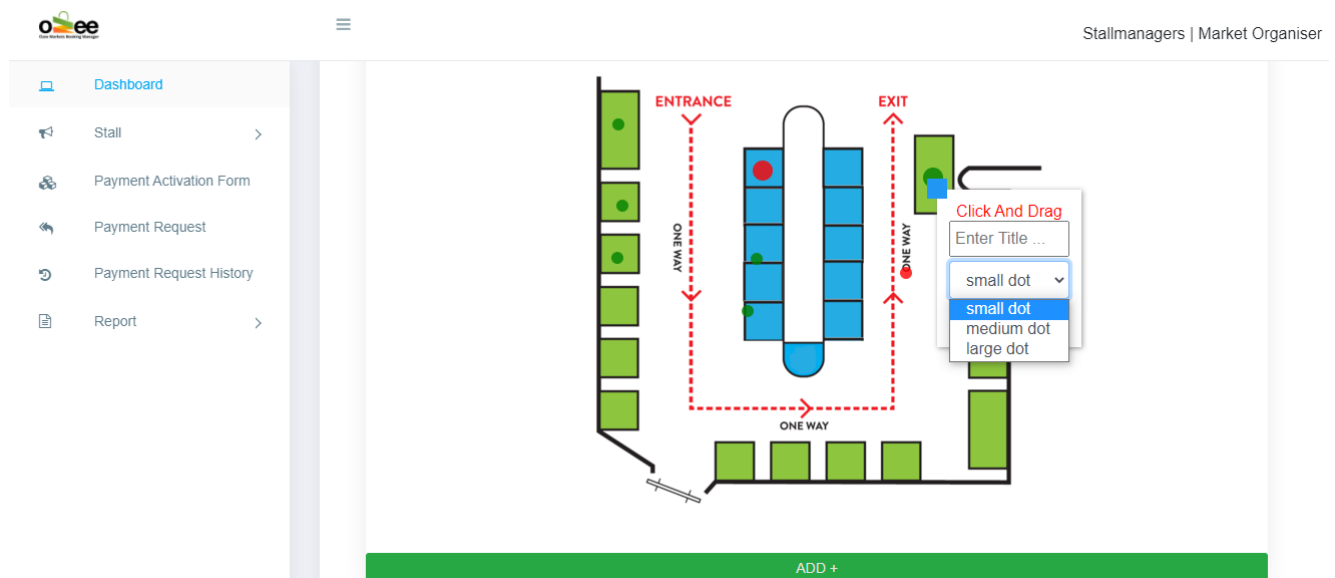 ozee
Stallmanagers | Market Organiser
Dashboard
Stall
Payment Activation Form
Payment Request
Payment Request History
Report
ENTRANCE
EXIT
ONE WAY
ONE WAY
ONE WAY
Click And Drag
Enter Title ...
small dot
small dot
medium dot
large dot
ADD +